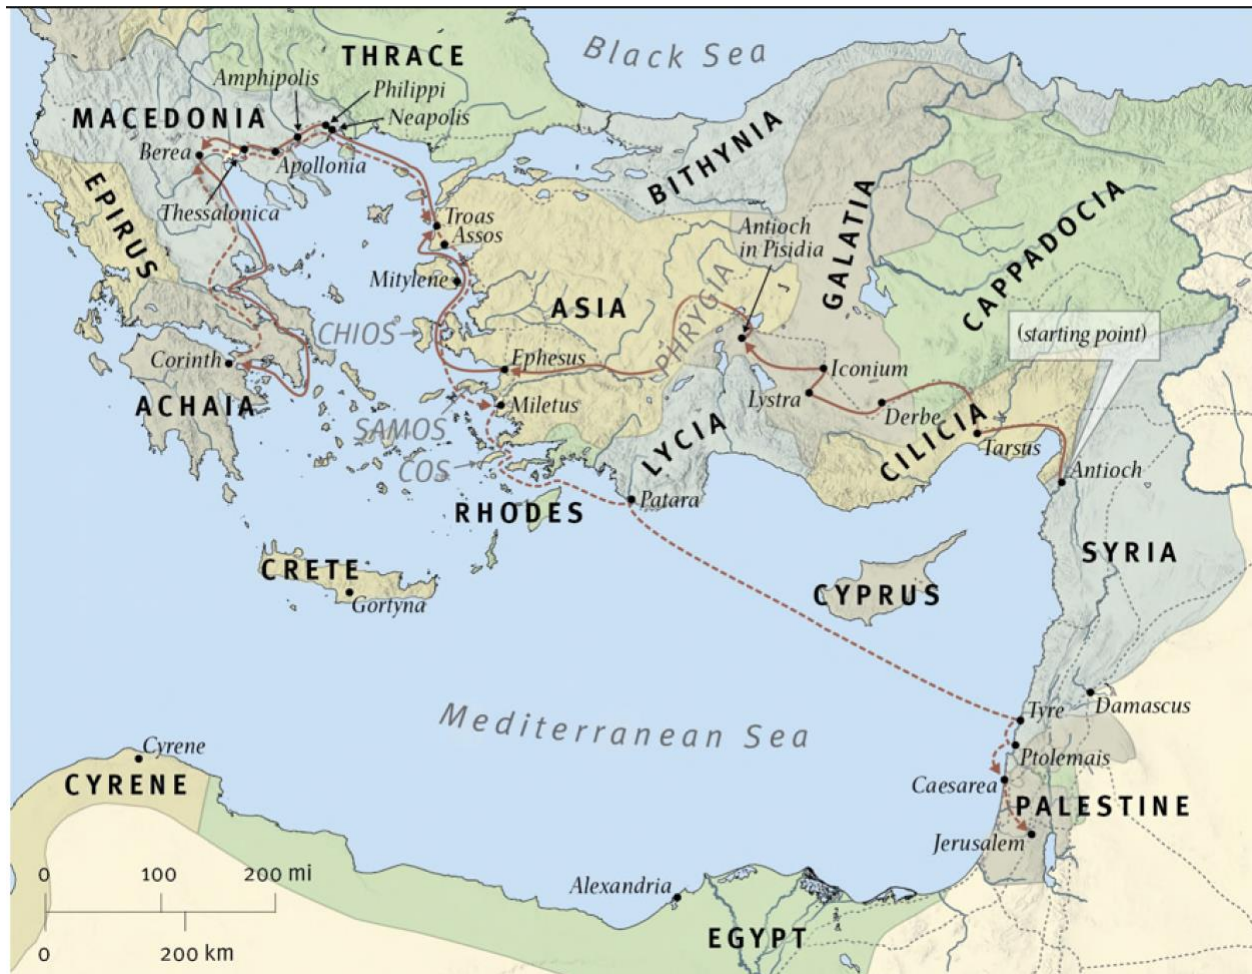 Black Sea
THRACE
Amphipolis
Philippi
Neapolis
MACEDONIA
Berea
Apollonia
Thessalonica
EPIRUS
BITHYNIA
GALATIA
CAPPADOCIA
Troas
Assos
Antioch
in Pisidia
Mitylene
ASIA
PHRYGIA
CHIOS
(starting point)
Corinth
Ephesus
Iconium
ACHAIA
Miletus
Lystra
Derbe
SAMOS
LYCIA
CILICIA
Tarsus
COS
Antioch
Patara
RHODES
SYRIA
CRETE
Gortyna
CYPRUS
Mediterranean Sea
Tyre
Damascus
Cyrene
Ptolemais
CYRENE
Caesarea
PALESTINE
Jerusalem
0 100 200 mi
Alexandria
EGYPT
0 200 km